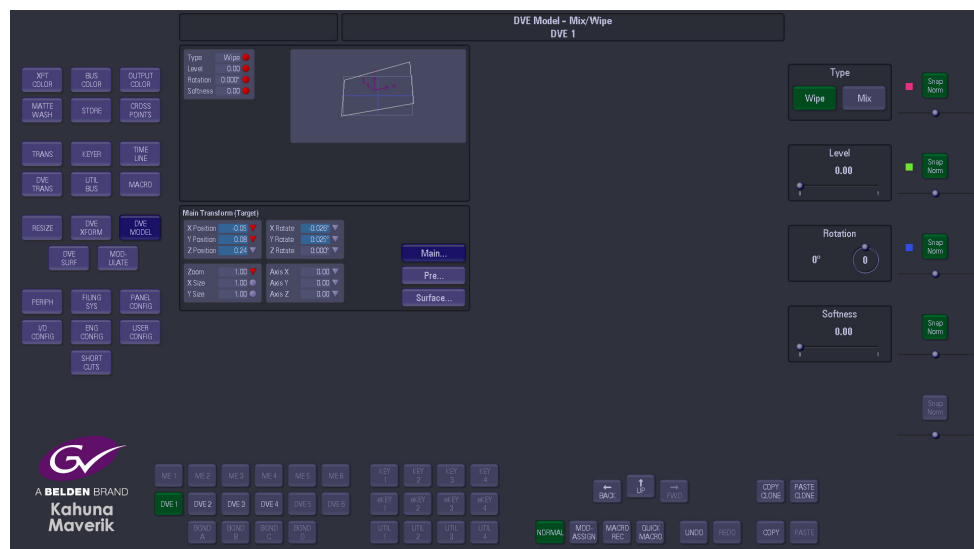 DVE Model - Mix/Wipe
DVE 1
XPT COLOR
BUS COLOR
OUTPUT COLOR
MATTE WASH
STORE
CROSS POINTS
TRANS
KEYER
TIME LINE
DVE TRANS
UTIL BUS
MACRO
RESIZE
DVE XFORM
DVE MODEL
DVE SURF
MOD- ULATE
PERIPH
FILING SYS
PANEL CONFIG
I/O CONFIG
ENG CONFIG
USER CONFIG
SHORT CUTS
Type Wipe
Level 0.00
Rotation 0.000°
Softness 0.00
Main Transform (Target)
X Position -0.05 X Rotate -0.026°
Y Position 0.08 Y Rotate 0.025°
Z Position 0.24 Z Rotate 0.000°
Zoom 1.00 Axis X 0.00
X Size 1.00 Axis Y 0.00
Y Size 1.00 Axis Z 0.00
Main...
Pre...
Surface...
Type
Wipe Mix
Snap Norm
Level
0.00
Snap Norm
Rotation
0° 0
Snap Norm
Softness
0.00
Snap Norm
Snap Norm
GV
A BELDEN BRAND
Kahuna
Maverik
ME 1 ME 2 ME 3 ME 4 ME 5 ME 6
DVE 1 DVE 2 DVE 3 DVE 4 DVE 5 DVE 6
BGND A BGND B BGND C BGND D
KEY 1 KEY 2 KEY 3 KEY 4
eKEY 1 eKEY 2 eKEY 3 eKEY 4
UTIL 1 UTIL 2 UTIL 3 UTIL 4
BACK UP FWD
COPY CLONE PASTE CLONE
NORMAL MOD- ASSIGN MACRO REC QUICK MACRO UNDO REDO COPY PASTE